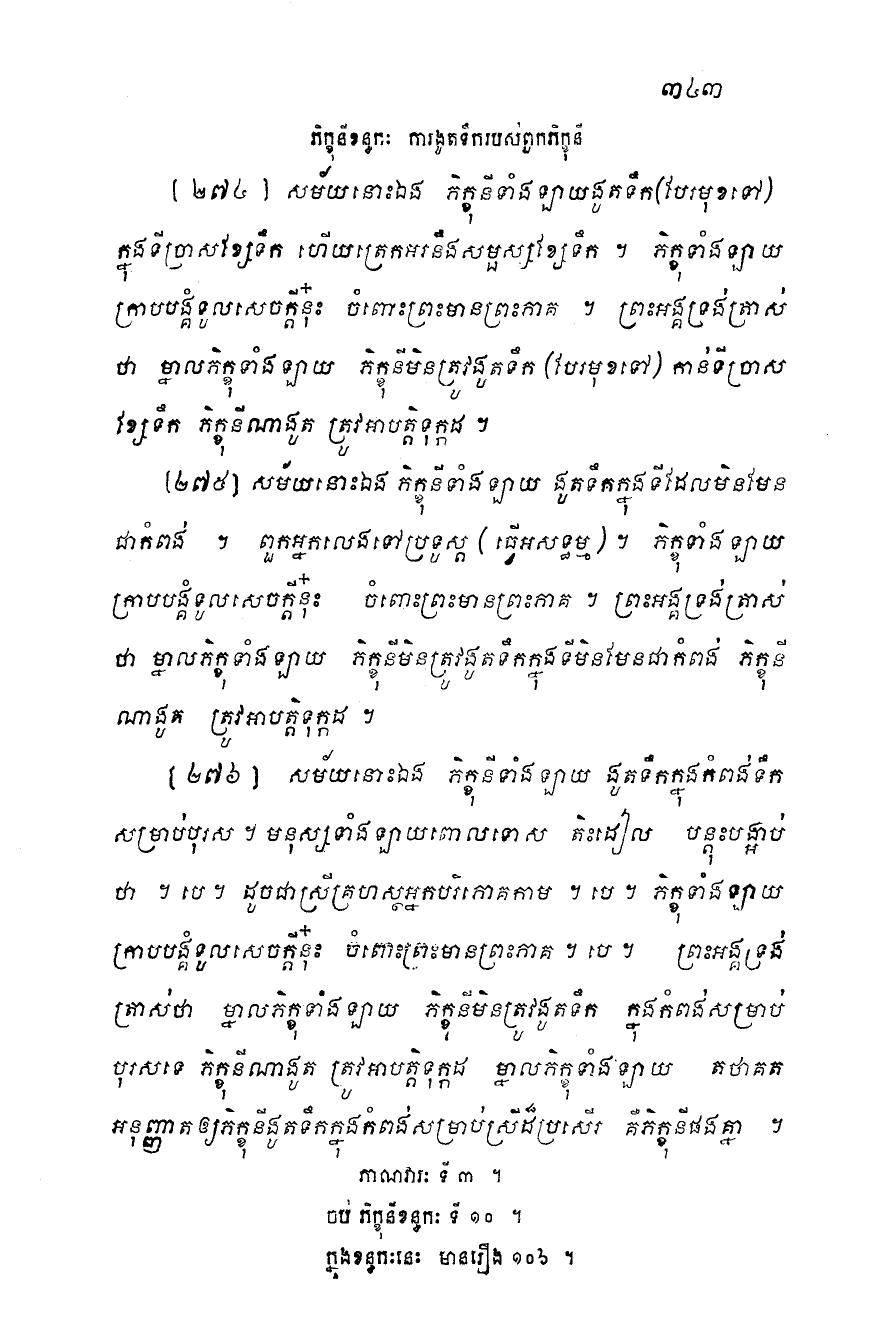 ៣៤៣
ភិក្ខុនីខន្ធកៈ ការងូតទឹករបស់ពួកភិក្ខុនី
[ ២៧៤ ] សម័យនោះឯង ភិក្ខុនីទាំងឡាយងូតទឹក(បែរមុខទៅ)
ក្នុងទីច្រាសខ្សែទឹក ហើយត្រេកអរនឹងសម្ផស្សខ្សែទឹក ។ ភិក្ខុទាំងឡាយ
ក្រាបបង្គំទូលសេចក្តីនុ៎ះ ចំពោះព្រះមានព្រះភាគ ។ ព្រះអង្គទ្រង់ត្រាស់
ថា ម្នាលភិក្ខុទាំងឡាយ ភិក្ខុនីមិនត្រូវងូតទឹក (បែរមុខទៅ) កាន់ទីច្រាស
ខ្សែទឹក ភិក្ខុនីណាងូត ត្រូវអាបត្តិទុក្កដ ។
[២៧៥] សម័យនោះឯង ភិក្ខុនីទាំងឡាយ ងូតទឹកក្នុងទីដែលមិនមែន
ជាកំពង់ ។ ពួកអ្នកលេងទៅប្រទូស្ត ( ធ្វើអសទ្ធម្ម ) ។ ភិក្ខុទាំងឡាយ
ក្រាបបង្គំទូលសេចក្តីនុ៎ះ ចំពោះព្រះមានព្រះភាគ ។ ព្រះអង្គទ្រង់ត្រាស់
ថា ម្នាលភិក្ខុទាំងឡាយ ភិក្ខុនីមិនត្រូវងូតទឹកក្នុងទីមិនមែនជាកំពង់ ភិក្ខុនី
ណាងូត ត្រូវអាបត្តិទុក្កដ ។
[ ២៧៦ ] សម័យនោះឯង ភិក្ខុនីទាំងឡាយ ងូតទឹកក្នុងកំពង់ទឹក
សម្រាប់បុរស ។ មនុស្សទាំងឡាយពោលទោស តិះដៀល បន្តុះបង្អាប់
ថា ។ បេ ។ ដូចជាស្រីគ្រហស្ថអ្នកបរិភោគកាម ។ បេ ។ ភិក្ខុទាំងឡាយ
ក្រាបបង្គំទូលសេចក្តីនុ៎ះ ចំពោះព្រះមានព្រះភាគ ។ បេ ។ ព្រះអង្គទ្រង់
ត្រាស់ថា ម្នាលភិក្ខុទាំងឡាយ ភិក្ខុនីមិនត្រូវងូតទឹក ក្នុងកំពង់សម្រាប់
បុរសទេ ភិក្ខុនីណាងូត ត្រូវអាបត្តិទុក្កដ ម្នាលភិក្ខុទាំងឡាយ តថាគត
អនុញ្ញាតឲ្យភិក្ខុនីងូតទឹកក្នុងកំពង់សម្រាប់ស្រីដ៏ប្រសើរ គឺភិក្ខុនីផងគ្នា ។
ភាណវារៈ ទី ៣ ។
ចប់ ភិក្ខុនីខន្ធកៈ ទី ១០ ។
ក្នុងខន្ធកៈនេះ មានរឿង ១០៦ ។